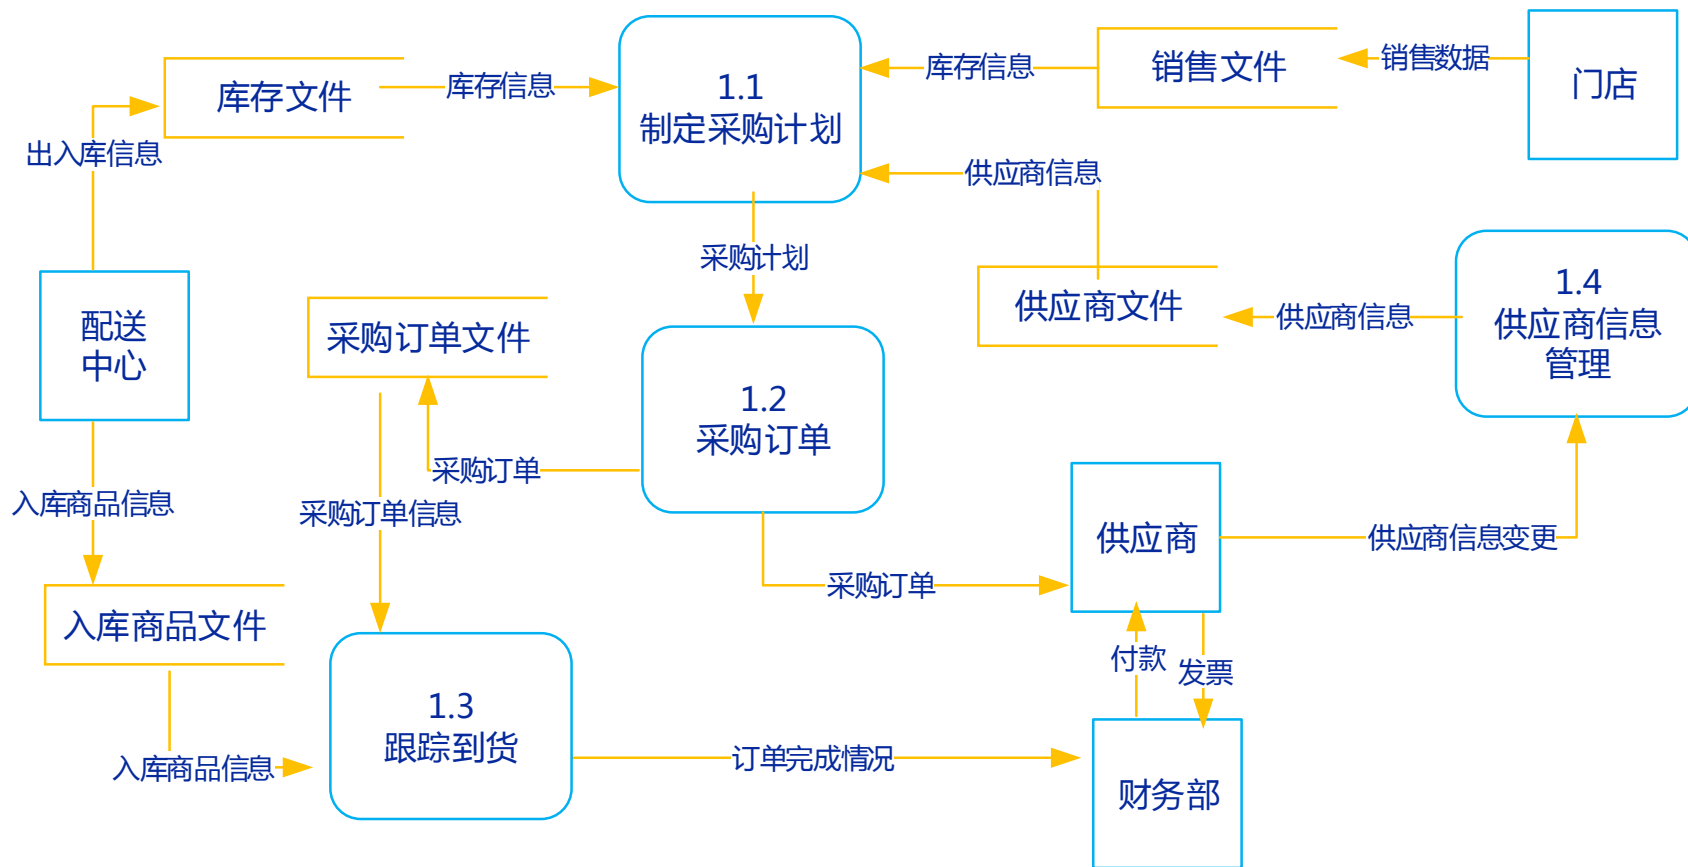 库存文件
库存信息
1.1
制定采购计划
库存信息
销售文件
销售数据
门店
出入库信息
供应商信息
采购计划
配送
中心
采购订单文件
供应商文件
供应商信息
1.4
供应商信息
管理
1.2
采购订单
采购订单
入库商品信息
采购订单信息
供应商
供应商信息变更
采购订单
入库商品文件
付款
发票
1.3
跟踪到货
入库商品信息
订单完成情况
财务部